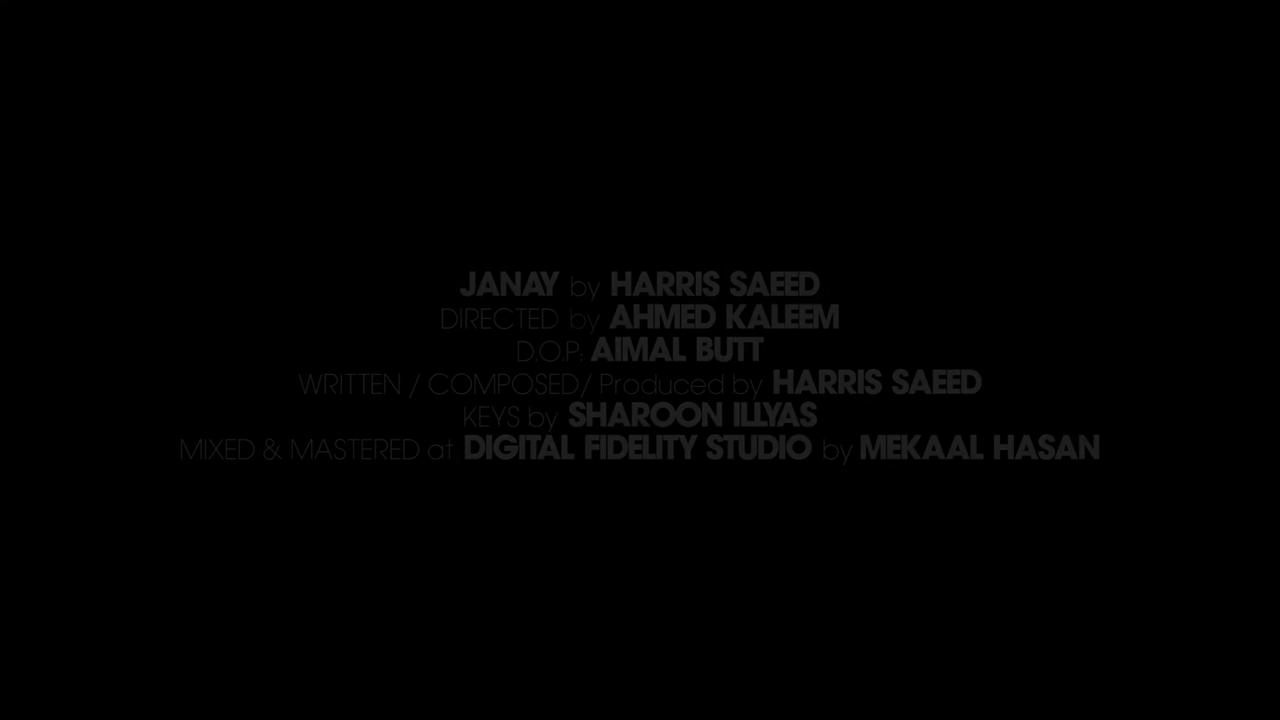 JANAY by HARRIS SAEED
DIRECTED by AHMED KALEEM
D.O.P: AIMAL BUTT
WRITTEN / COMPOSED/ Produced by HARRIS SAEED
KEYS by SHAROON ILLYAS
MIXED & MASTERED at DIGITAL FIDELITY STUDIO by MEKAAL HASAN